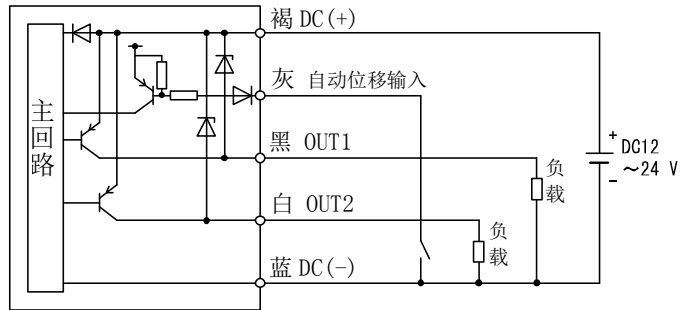 褐 DC(+)
灰 自动位移输入
主回路
黑 OUT1
DC12
～24 V
+
−
负载
白 OUT2
负载
蓝 DC(-)